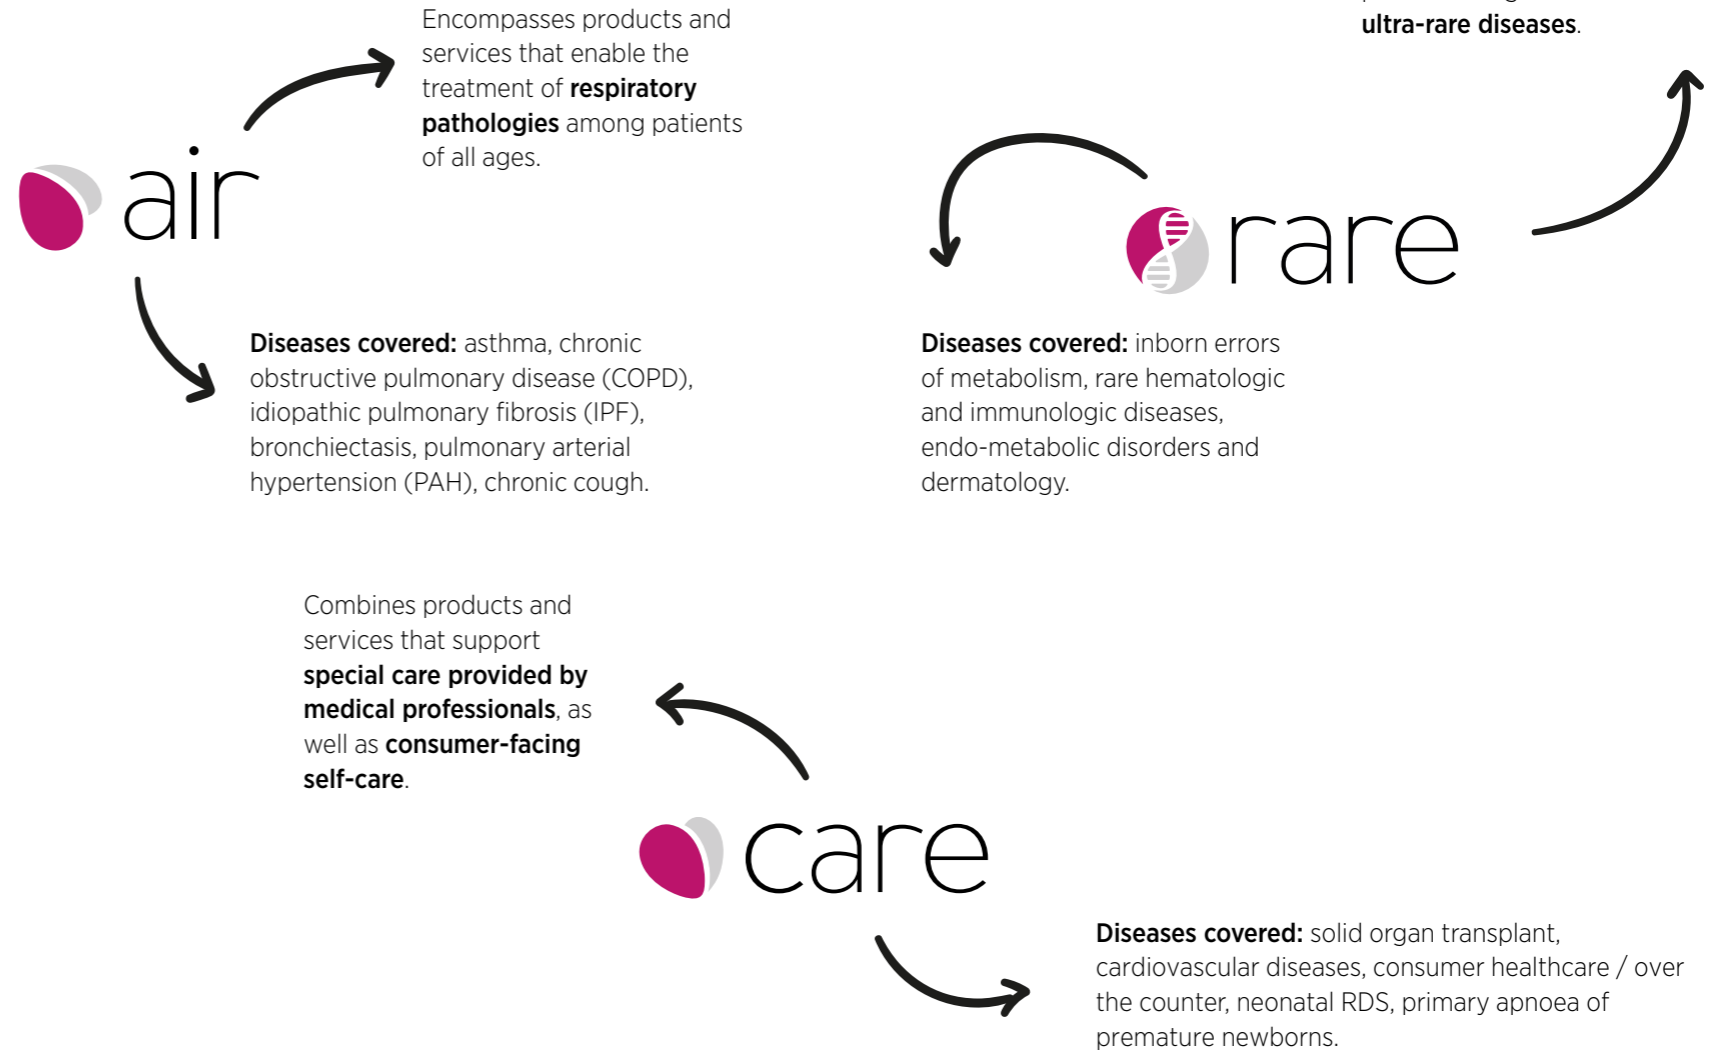 Encompasses products and
services that enable the
treatment of respiratory
pathologies among patients
of all ages.
air
Diseases covered: asthma, chronic
obstructive pulmonary disease (COPD),
idiopathic pulmonary fibrosis (IPF),
bronchiectasis, pulmonary arterial
hypertension (PAH), chronic cough.
ultra-rare diseases.
rare
Diseases covered: inborn errors
of metabolism, rare hematologic
and immunologic diseases,
endo-metabolic disorders and
dermatology.
Combines products and
services that support
special care provided by
medical professionals, as
well as consumer-facing
self-care.
care
Diseases covered: solid organ transplant,
cardiovascular diseases, consumer healthcare / over
the counter, neonatal RDS, primary apnoea of
premature newborns.